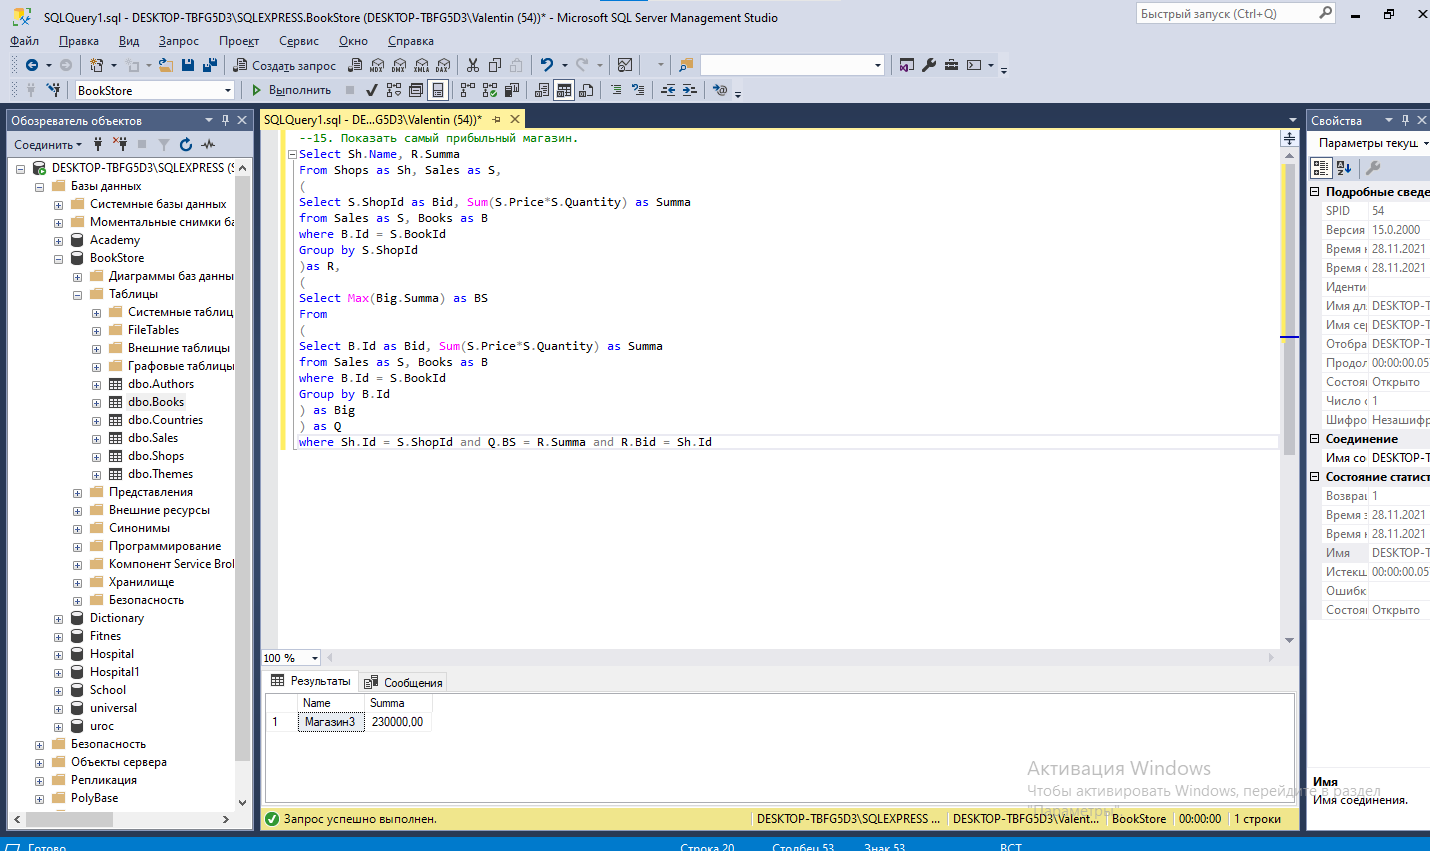 SQLQuery1.sql - DESKTOP-TBFG5D3\SQLEXPRESS.BookStore (DESKTOP-TBFG5D3\Valentin (54))* - Microsoft SQL Server Management Studio
Быстрый запуск (Ctrl+Q)
Файл Правка Вид Запрос Проект Сервис Окно Справка
Создать запрос MDX DMX XMLA DAX
BookStore Выполнить
Обозреватель объектов
Соединить
DESKTOP-TBFG5D3\SQLEXPRESS (S
Базы данных
Системные базы данных
Моментальные снимки ба
Academy
BookStore
Диаграммы баз данны
Таблицы
Системные таблиц
FileTables
Внешние таблицы
Графовые таблицы
dbo.Authors
dbo.Books
dbo.Countries
dbo.Sales
dbo.Shops
dbo.Themes
Представления
Внешние ресурсы
Синонимы
Программирование
Компонент Service Brol
Хранилище
Безопасность
Dictionary
Fitnes
Hospital
Hospital1
School
universal
uroc
Безопасность
Объекты сервера
Репликация
PolyBase
SQLQuery1.sql - DE...G5D3\Valentin (54))*
--15. Показать самый прибыльный магазин.
Select Sh.Name, R.Summa
From Shops as Sh, Sales as S,
(
Select S.ShopId as Bid, Sum(S.Price*S.Quantity) as Summa
from Sales as S, Books as B
where B.Id = S.BookId
Group by S.ShopId
)as R,
(
Select Max(Big.Summa) as BS
From
(
Select B.Id as Bid, Sum(S.Price*S.Quantity) as Summa
from Sales as S, Books as B
where B.Id = S.BookId
Group by B.Id
) as Big
) as Q
where Sh.Id = S.ShopId and Q.BS = R.Summa and R.Bid = Sh.Id
100 %
Результаты Сообщения
Name Summa
1 Магазин3 230000,00
Запрос успешно выполнен. DESKTOP-TBFG5D3\SQLEXPRESS ... DESKTOP-TBFG5D3\Valent... BookStore 00:00:00 1 строки
Свойства
Параметры текущ
Подробные сведе
SPID 54
Версия 15.0.2000
Время н 28.11.2021
Время с 28.11.2021
Иденти
Имя дл DESKTOP-T
Имя сер DESKTOP-T
Отобра DESKTOP-T
Продол 00:00:00.05
Состоя Открыто
Число с 1
Шифро Незашифр
Соединение
Имя со DESKTOP-T
Состояние статист
Возвра 1
Время з 28.11.2021
Время н 28.11.2021
Имя DESKTOP-T
Истекш 00:00:00.05
Ошибк
Состоя Открыто
Имя
Имя соединения.
Активация Windows
Чтобы активировать Windows, перейдите в раздел
"Параметры".
Готово Строка 20 Столбец 53 Знак 53 ВСТ